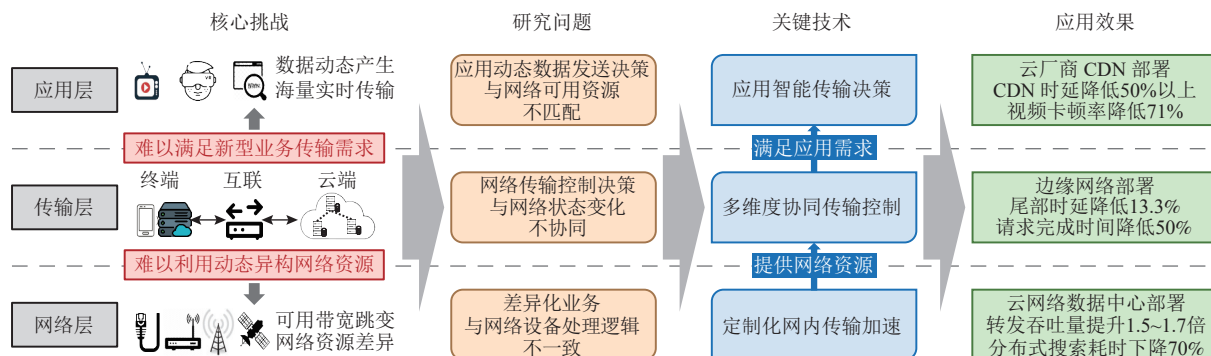 核心挑战
研究问题
关键技术
应用效果
应用层
数据动态产生
海量实时传输
应用动态数据发送决策
与网络可用资源
不匹配
应用智能传输决策
云厂商 CDN 部署
CDN 时延降低50%以上
视频卡顿率降低71%
难以满足新型业务传输需求
满足应用需求
传输层
终端
互联
云端
网络传输控制决策
与网络状态变化
不协同
多维度协同传输控制
边缘网络部署
尾部时延降低13.3%
请求完成时间降低50%
难以利用动态异构网络资源
提供网络资源
网络层
可用带宽跳变
网络资源差异
差异化业务
与网络设备处理逻辑
不一致
定制化网内传输加速
云网络数据中心部署
转发吞吐量提升1.5~1.7倍
分布式搜索耗时下降70%